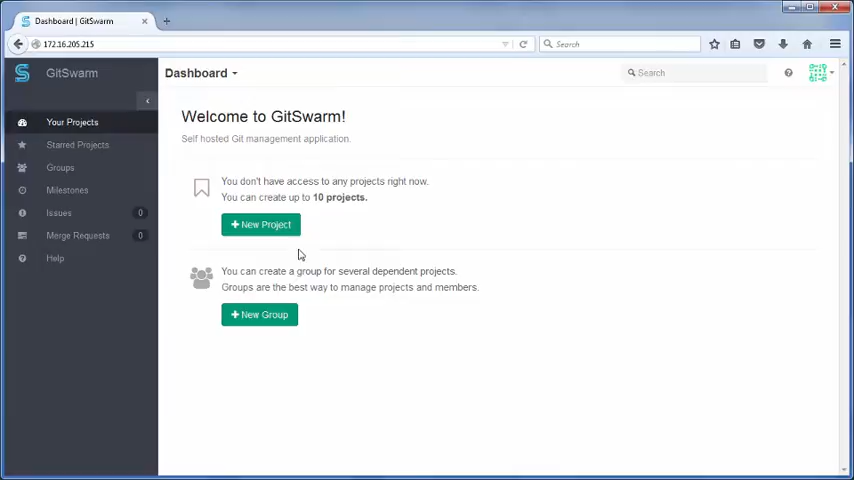 Dashboard | GitSwarm
172.16.205.215
Search
GitSwarm
Dashboard
Search
Your Projects
Starred Projects
Groups
Milestones
Issues 0
Merge Requests 0
Help
Welcome to GitSwarm!
Self hosted Git management application.
You don't have access to any projects right now.
You can create up to 10 projects.
+ New Project
You can create a group for several dependent projects.
Groups are the best way to manage projects and members.
+ New Group